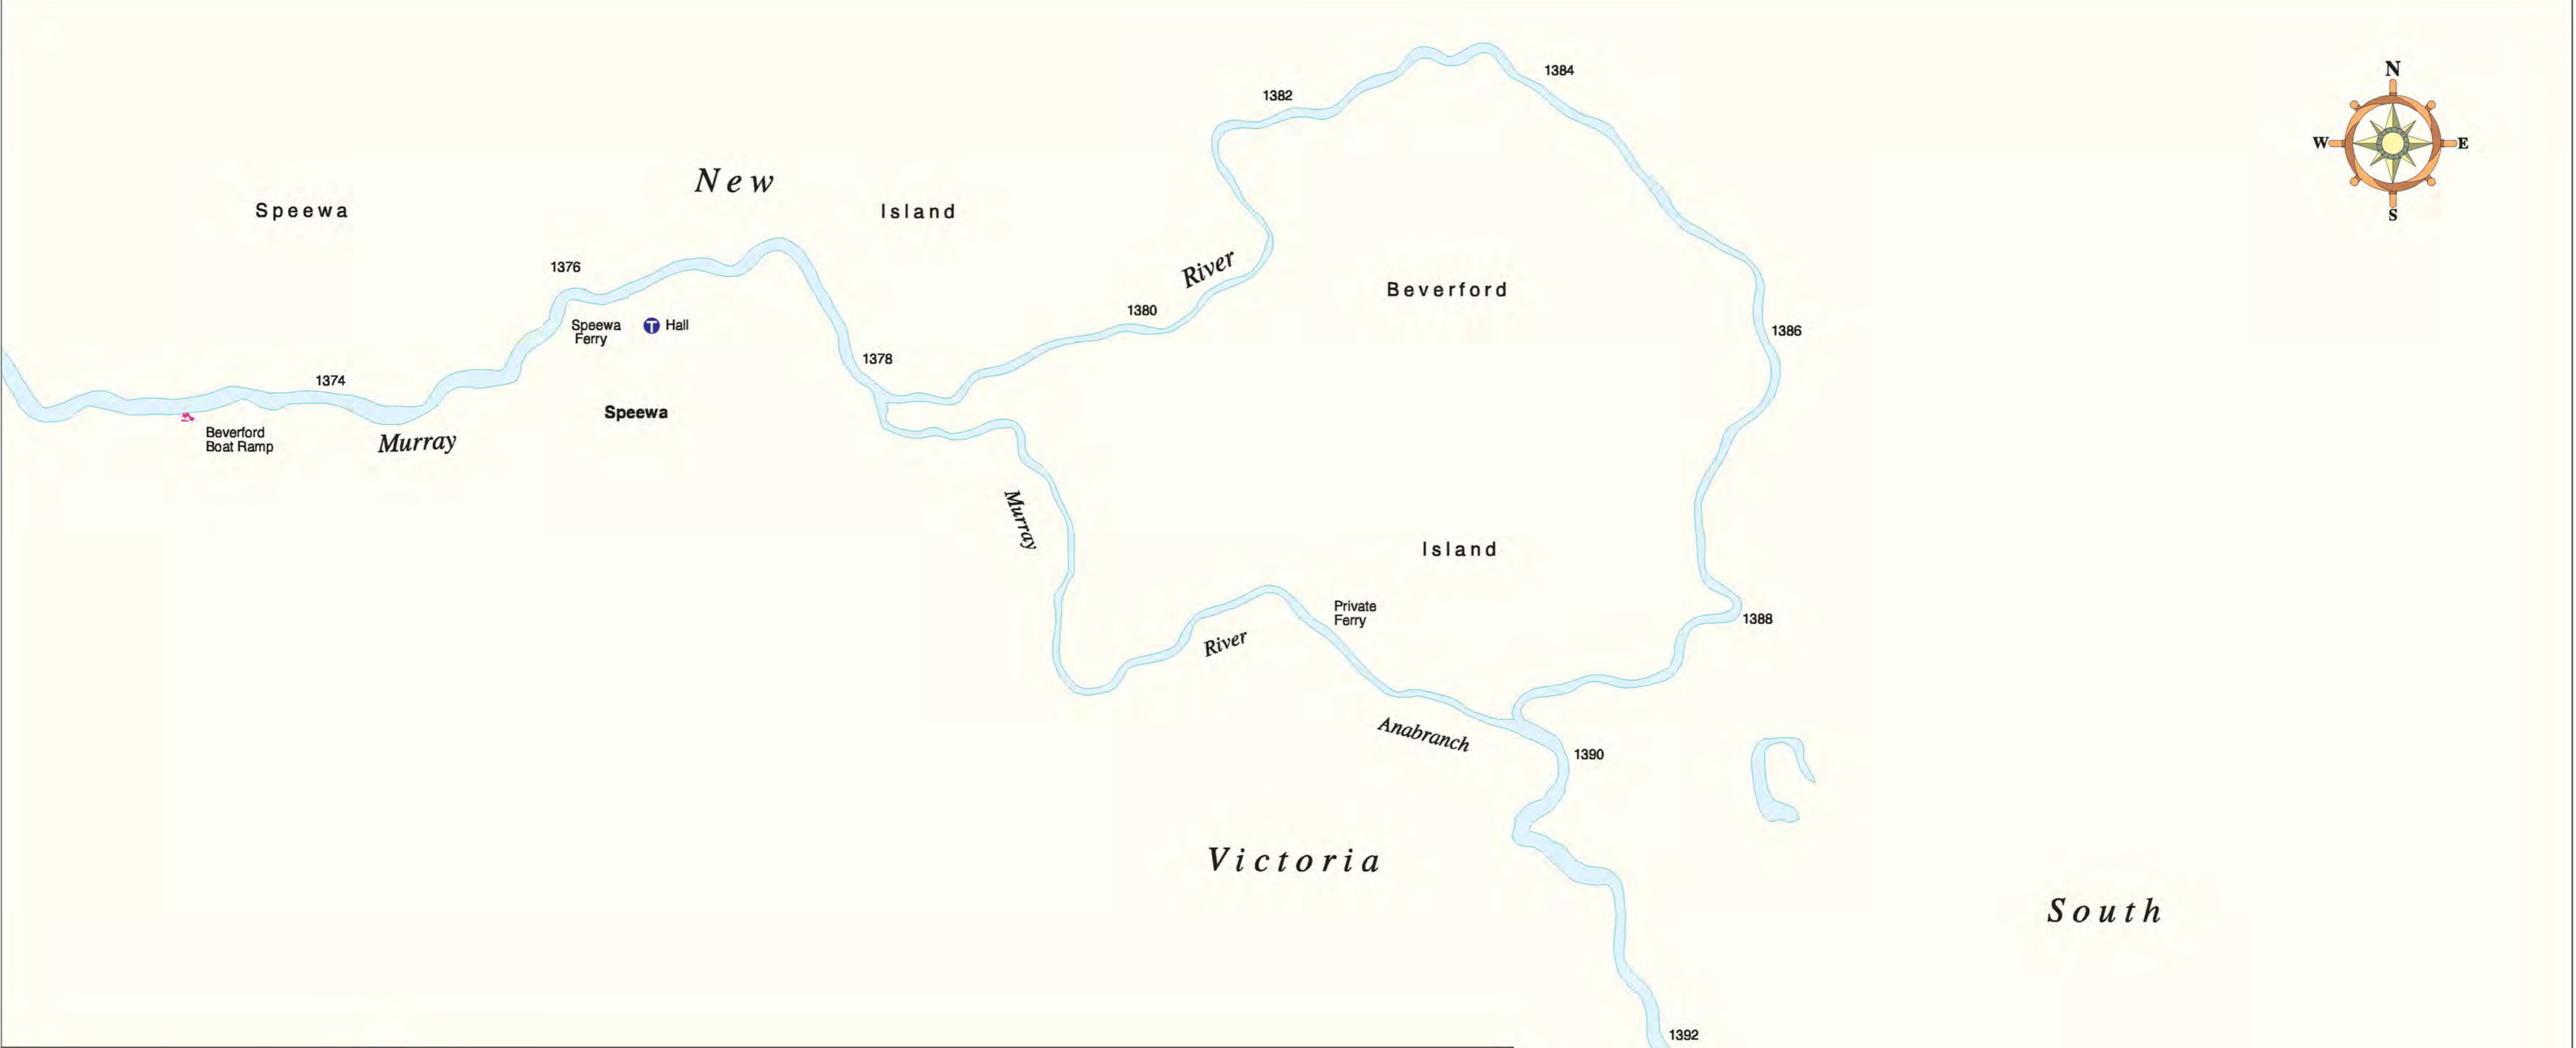 N
1384
1382
W
E
New
Speewa
Island
S
River
1376
Beverford
1380
Speewa
Ferry
T
Hall
1386
1378
1374
Speewa
Beverford
Boat Ramp
Murray
Murray
Island
Private
Ferry
1388
River
Anabranch
1390
Victoria
South
1392